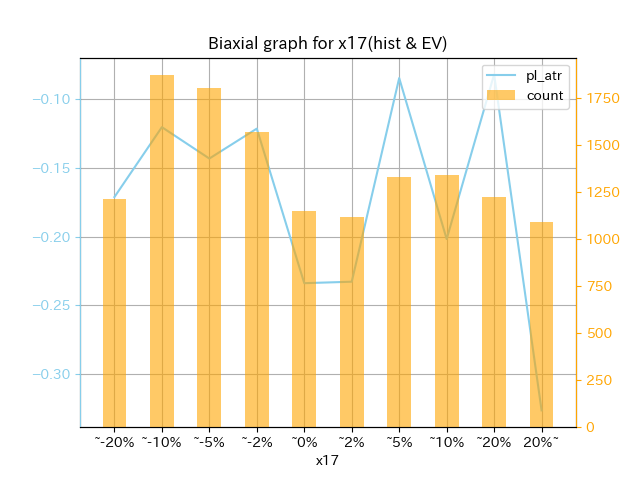 Biaxial graph for x17(hist & EV)
pl_atr
count
−0.10
−0.15
−0.20
−0.25
−0.30
1750
1500
1250
1000
750
500
250
0
~-20% ~-10% ~-5% ~-2% ~0% ~2% ~5% ~10% ~20% 20%~
x17